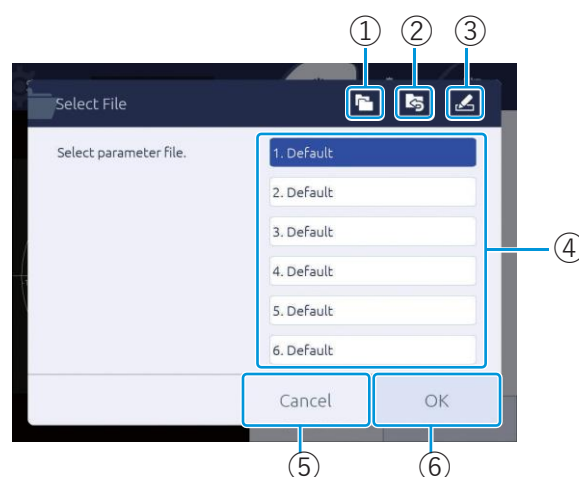 ① ② ③
Select File
Select parameter file.
1. Default
2. Default
3. Default
4. Default
5. Default
6. Default
④
Cancel OK
⑤ ⑥